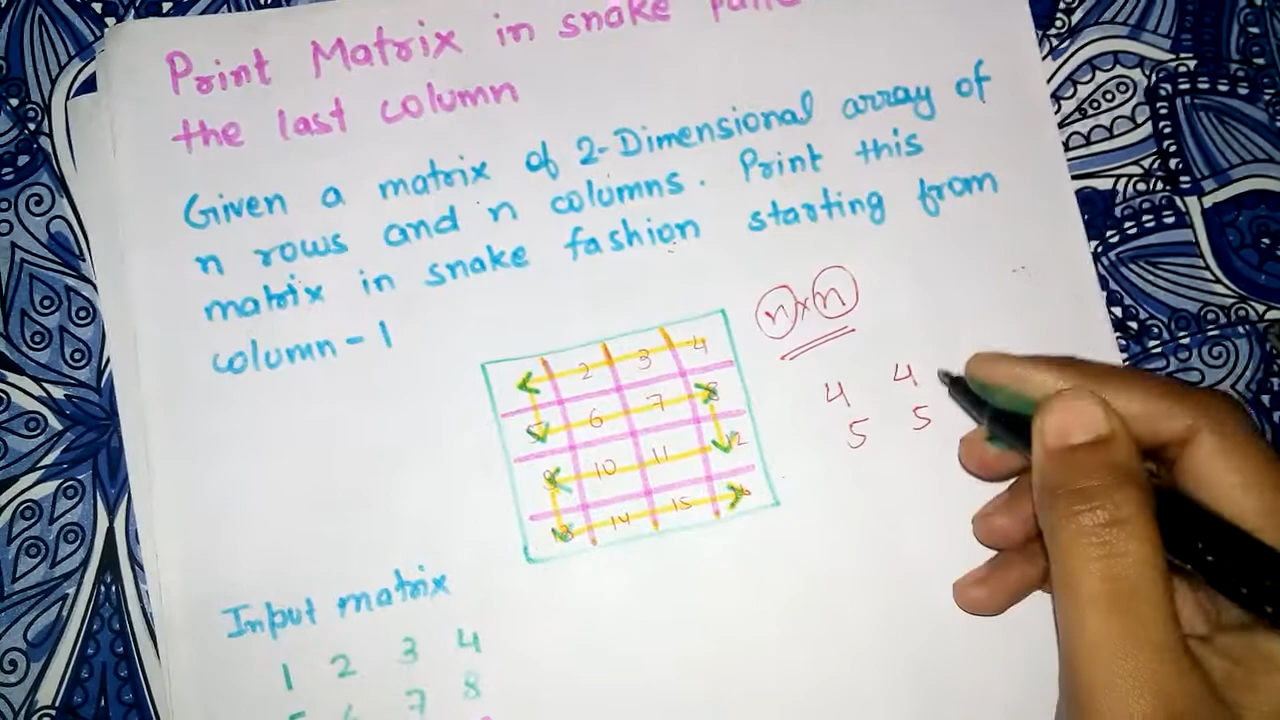 Print Matrix in snake
the last column
Given a matrix of 2-Dimensional array of
n rows and n columns. Print this
matrix in snake fashion starting from
column-1
n×n
2 3 4
5 6 7 8
9 10 11 12
13 14 15
4 4
5 5
Input matrix
1 2 3 4
7 8